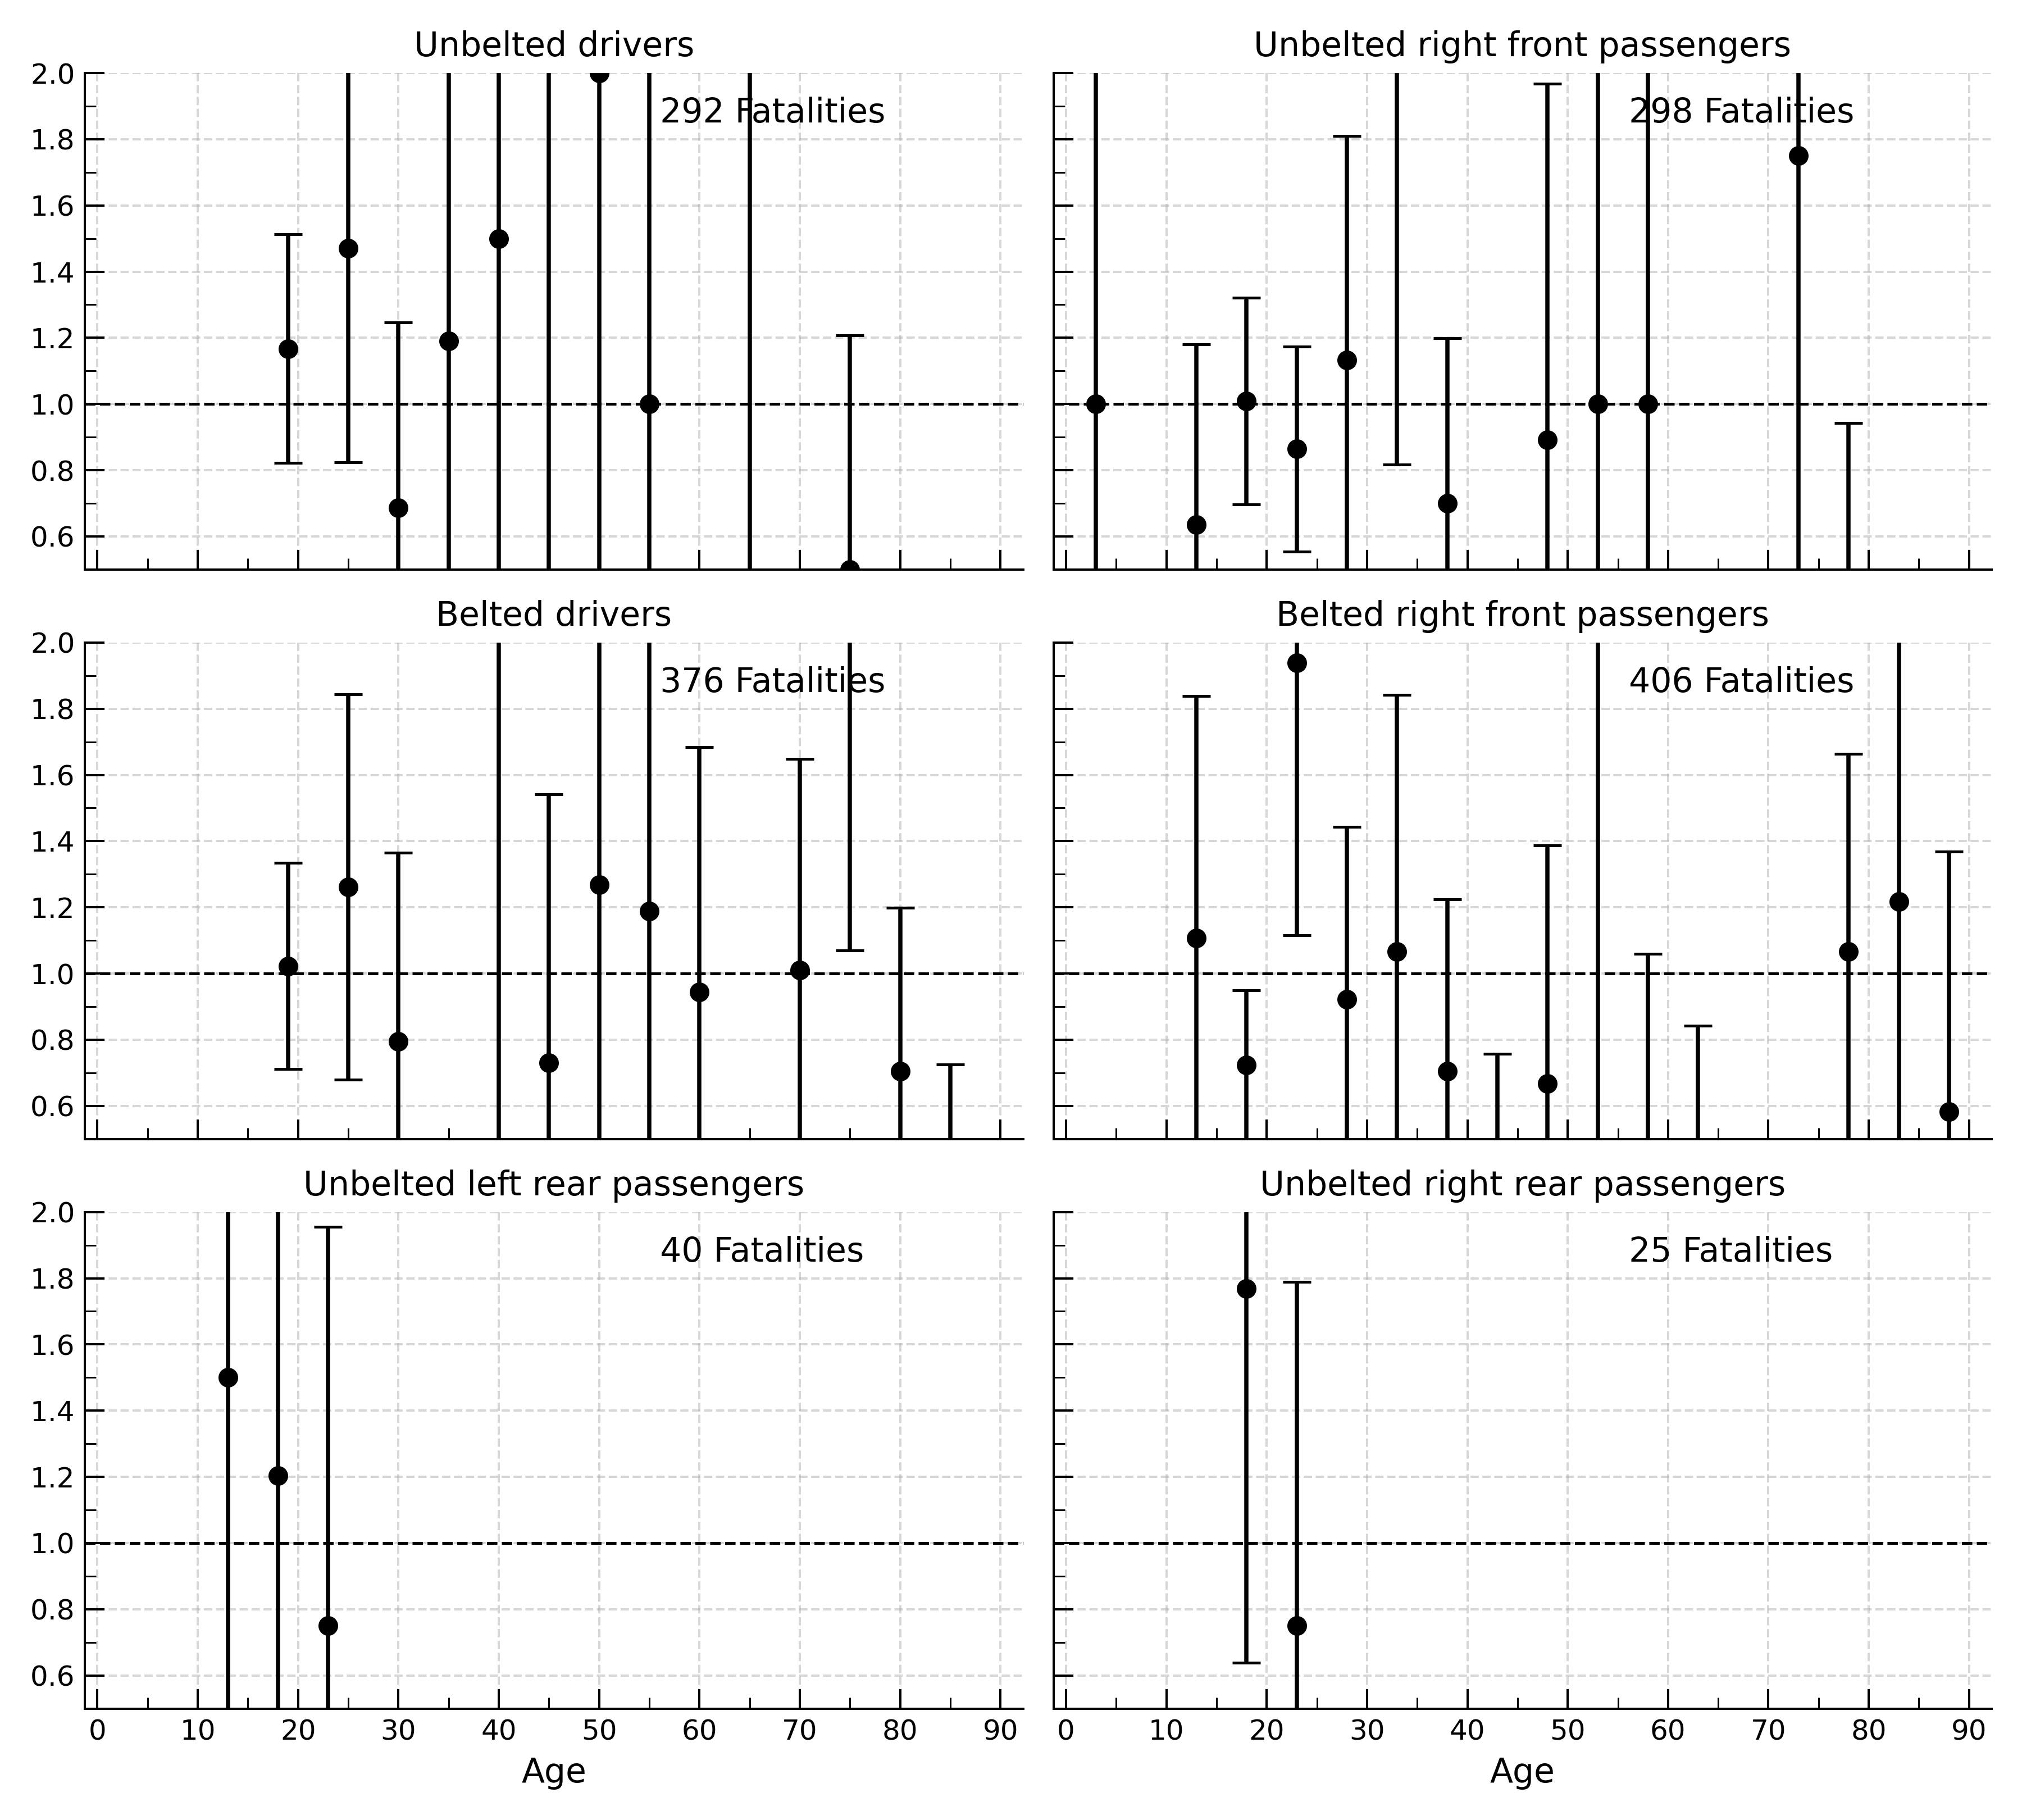 Unbelted drivers
Unbelted right front passengers
2.0
1.8
1.6
1.4
1.2
1.0
0.8
0.6
292 Fatalities
298 Fatalities
Belted drivers
Belted right front passengers
2.0
1.8
1.6
1.4
1.2
1.0
0.8
0.6
376 Fatalities
406 Fatalities
Unbelted left rear passengers
Unbelted right rear passengers
2.0
1.8
1.6
1.4
1.2
1.0
0.8
0.6
40 Fatalities
25 Fatalities
0 10 20 30 40 50 60 70 80 90
0 10 20 30 40 50 60 70 80 90
Age
Age